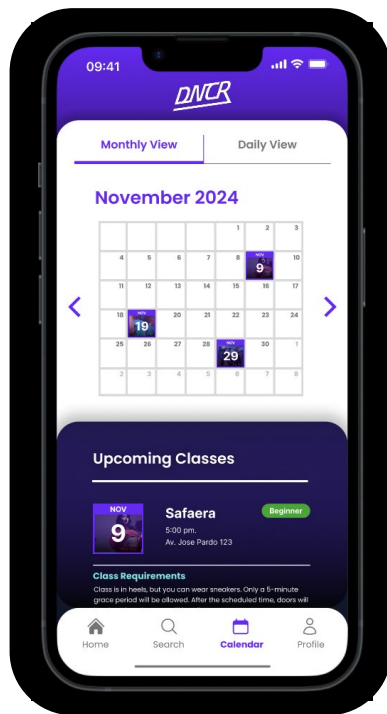 09:41
DNCR
Monthly View Daily View
November 2024
1 2 3
4 5 6 7 8 NOV 9 10
11 12 13 14 15 16 17
18 NOV 19 20 21 22 23 24
25 26 27 28 NOV 29 30 1
2 3 4 5 6 7 8
Upcoming Classes
NOV 9
Safaera Beginner
5:00 pm.
Av. Jose Pardo 123
Class Requirements
Class is in heels, but you can wear sneakers. Only a 5-minute
grace period will be allowed. After the scheduled time, doors will
Home Search Calendar Profile